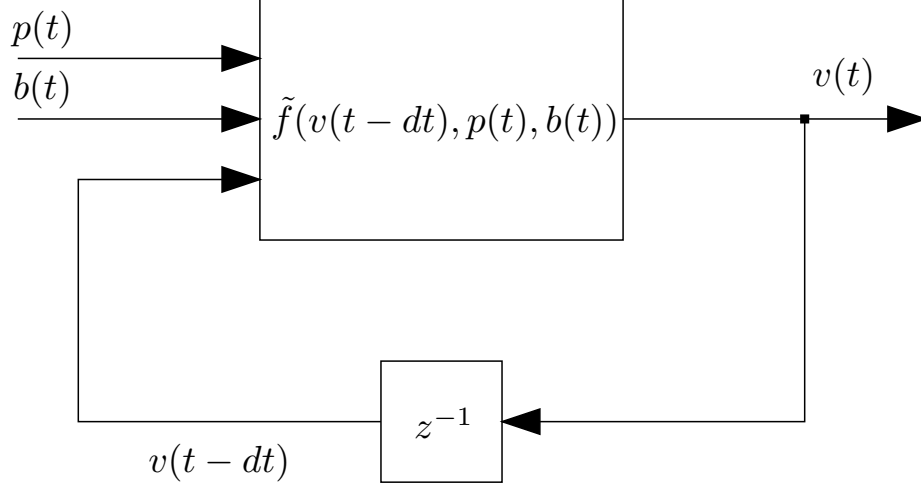 p(t)
b(t)
f̃(v(t − dt), p(t), b(t))
v(t)
z⁻¹
v(t − dt)